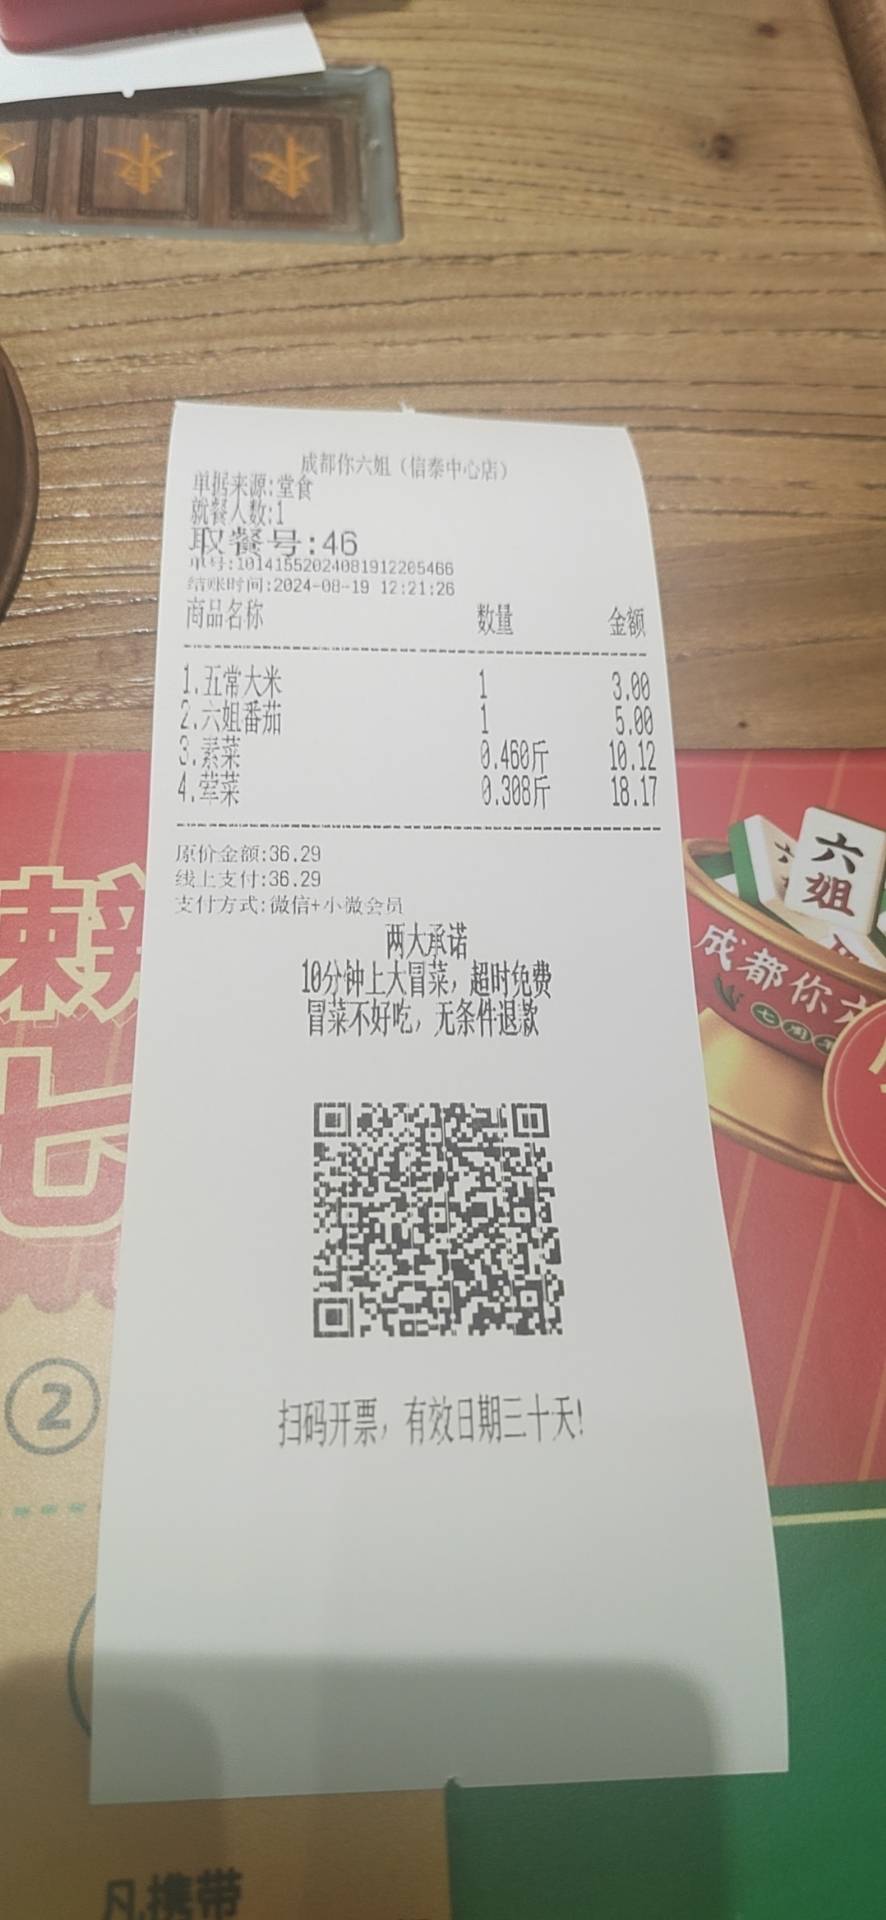 成都你六姐（信泰中心店）
单据来源:堂食
就餐人数:1
取餐号:46
单号:10141552024081912205466
结账时间:2024-08-19 12:21:26
商品名称 数量 金额
1.五常大米 1 3.00
2.六姐番茄 1 5.00
3.素菜 0.460斤 10.12
4.荤菜 0.308斤 18.17
原价金额:36.29
线上支付:36.29
支付方式:微信+小微会员
两大承诺
10分钟上大冒菜，超时免费
冒菜不好吃，无条件退款
扫码开票，有效日期三十天!
六姐
成都你六
七
辣
七
2
凡携带